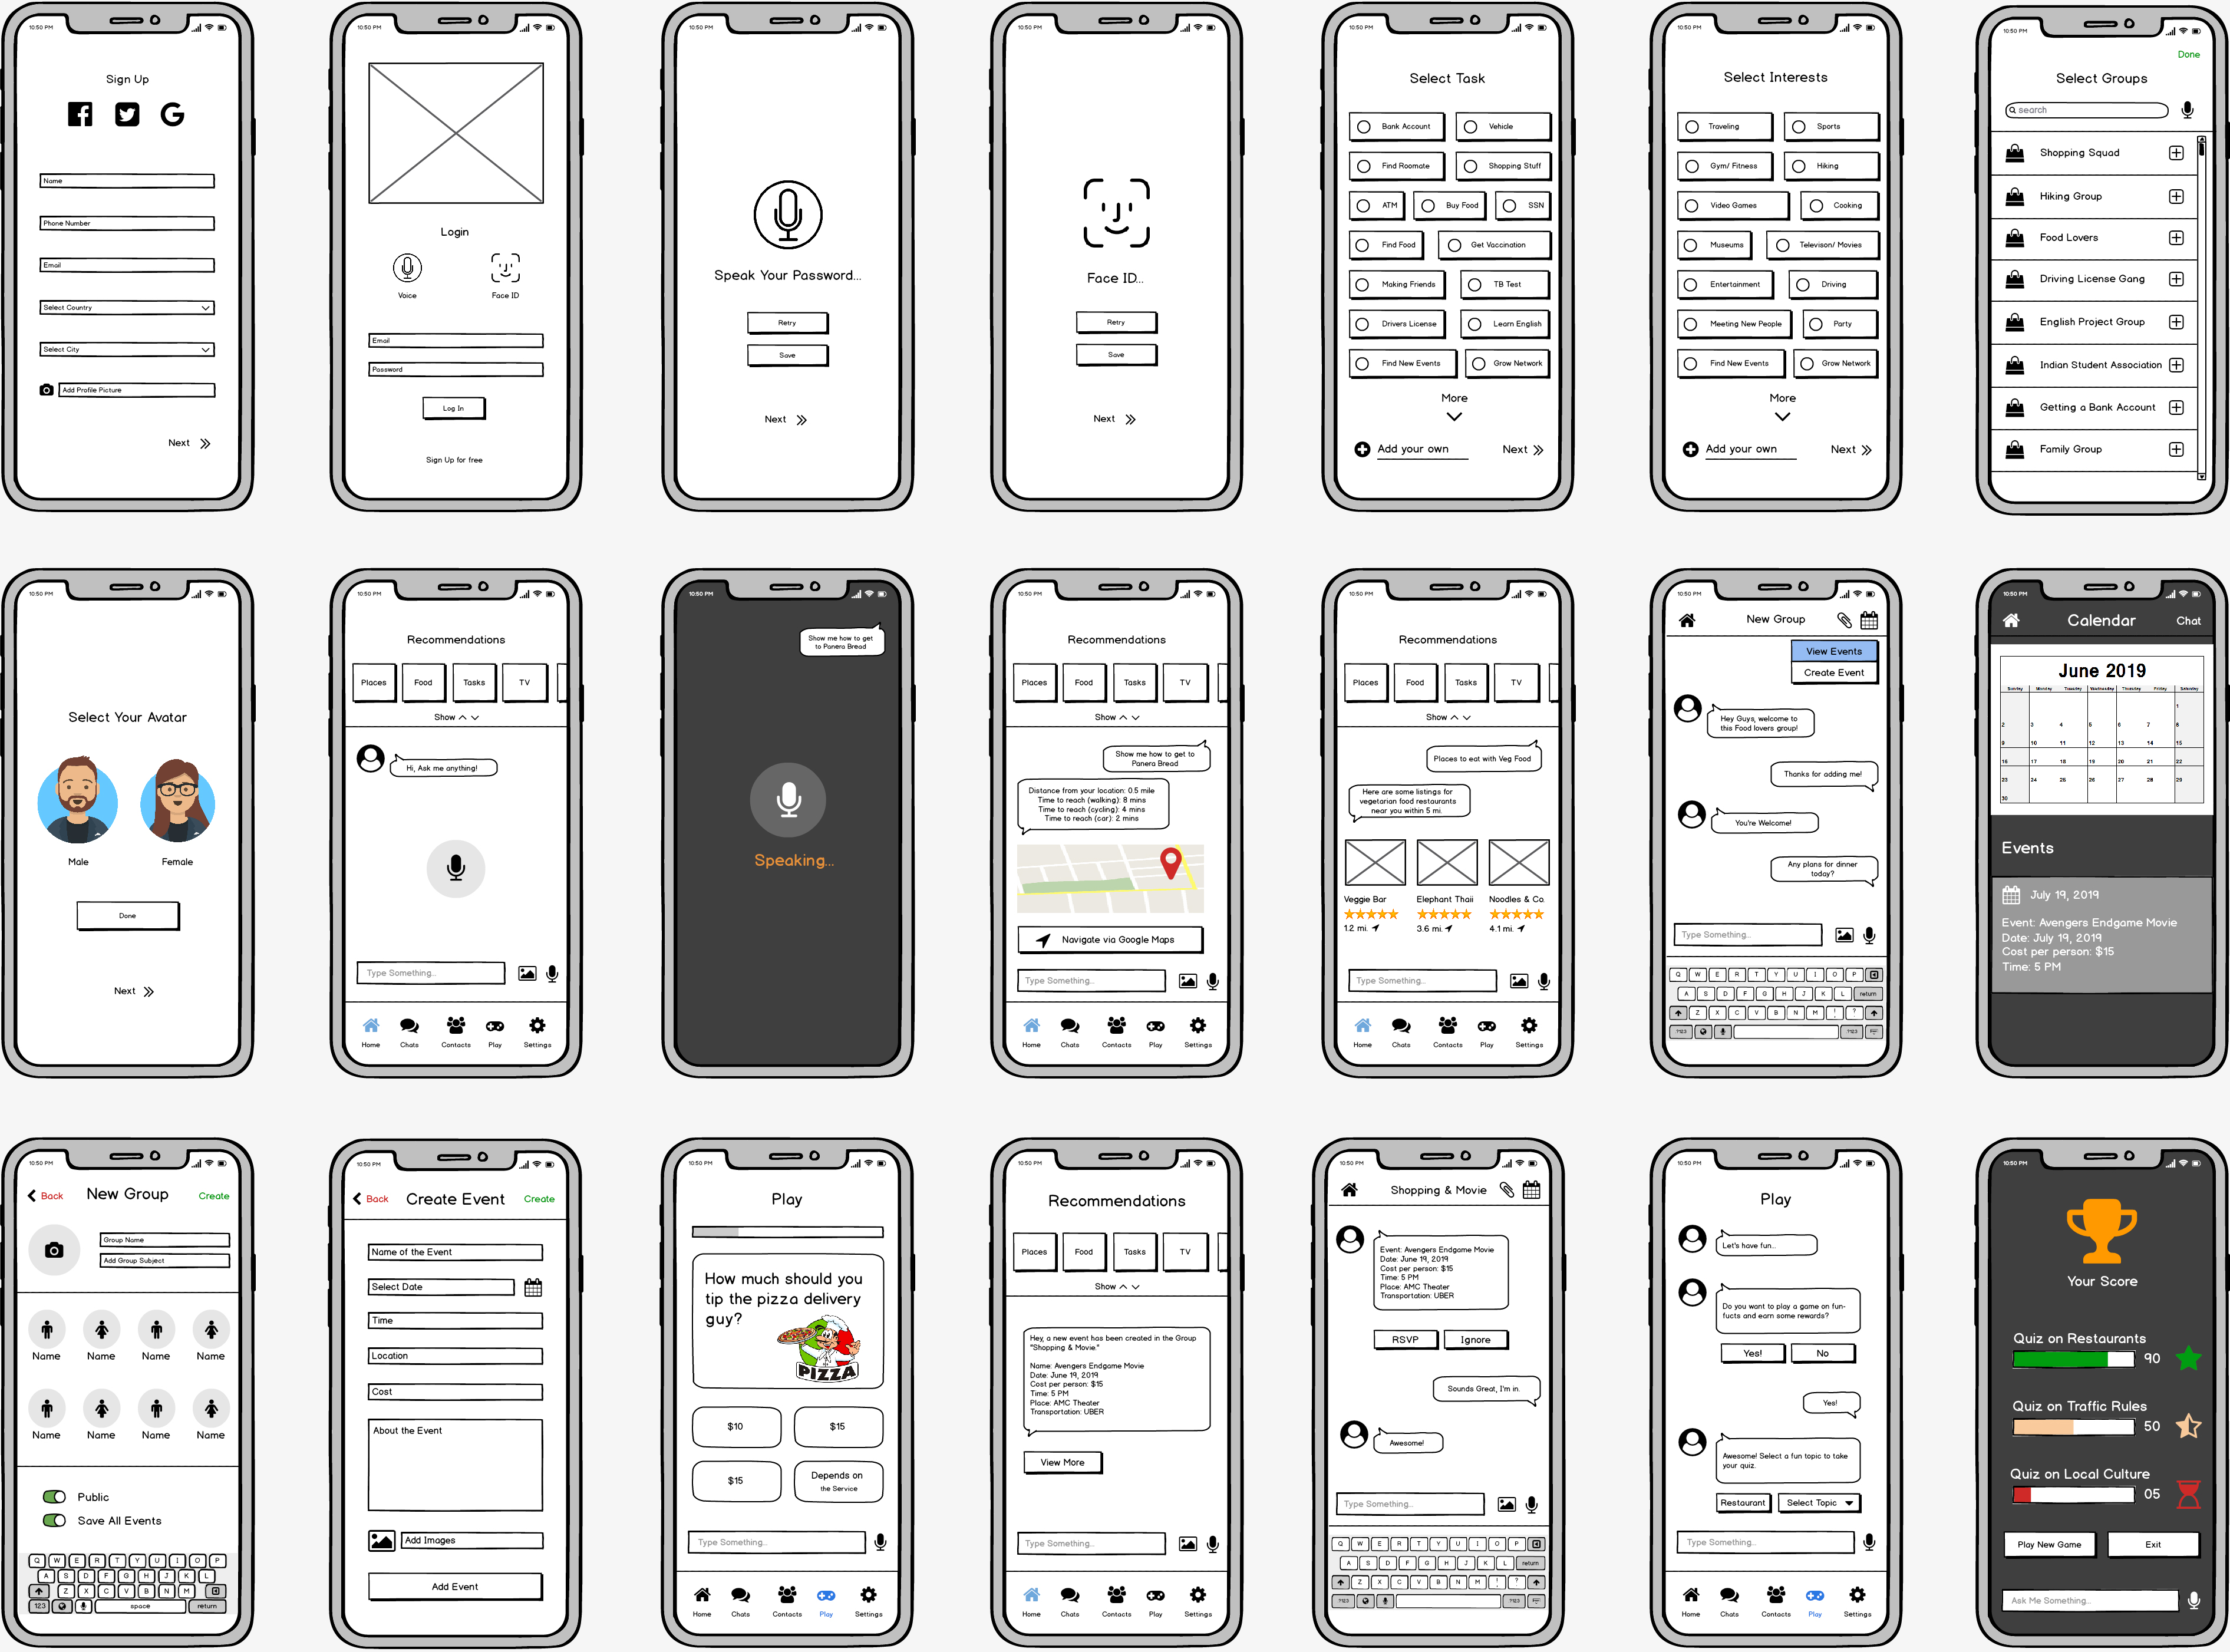 10:50 PM
Sign Up
Name
Phone Number
Email
Select Country
Select City
Add Profile Picture
Next
10:50 PM
Login
Voice
Face ID
Email
Password
Log In
Sign Up for free
10:50 PM
Speak Your Password...
Retry
Save
Next
10:50 PM
Face ID...
Retry
Save
Next
10:50 PM
Select Task
Bank Account
Vehicle
Find Roomate
Shopping Stuff
ATM
Buy Food
SSN
Find Food
Get Vaccination
Making Friends
TB Test
Drivers License
Learn English
Find New Events
Grow Network
More
Add your own
Next
10:50 PM
Select Interests
Traveling
Sports
Gym/ Fitness
Hiking
Video Games
Cooking
Museums
Televison/ Movies
Entertainment
Driving
Meeting New People
Party
Find New Events
Grow Network
More
Add your own
Next
10:50 PM
Done
Select Groups
search
Shopping Squad
Hiking Group
Food Lovers
Driving License Gang
English Project Group
Indian Student Association
Getting a Bank Account
Family Group
10:50 PM
Select Your Avatar
Male
Female
Done
Next
10:50 PM
Recommendations
Places
Food
Tasks
TV
Show
Hi, Ask me anything!
Type Something...
Home
Chats
Contacts
Play
Settings
10:50 PM
Show me how to get
to Panera Bread
Speaking...
10:50 PM
Recommendations
Places
Food
Tasks
TV
Show
Show me how to get to
Panera Bread
Distance from your location: 0.5 mile
Time to reach (walking): 8 mins
Time to reach (cycling): 4 mins
Time to reach (car): 2 mins
Navigate via Google Maps
Type Something...
Home
Chats
Contacts
Play
Settings
10:50 PM
Recommendations
Places
Food
Tasks
TV
Show
Places to eat with Veg Food
Here are some listings for
vegetarian food restaurants
near you within 5 mi.
Veggie Bar
Elephant Thaii
Noodles & Co.
1.2 mi.
3.6 mi.
4.1 mi.
Type Something...
Home
Chats
Contacts
Play
Settings
10:50 PM
New Group
View Events
Create Event
Hey Guys, welcome to
this Food lovers group!
Thanks for adding me!
You're Welcome!
Any plans for dinner
today?
Type Something...
Q W E R T Y U I O P
A S D F G H J K L return
Z X C V B N M ! ?
.?123 .?123
10:50 PM
Calendar
Chat
June 2019
Sunday Monday Tuesday Wednesday Thursday Friday Saturday
1
2 3 4 5 6 7 8
9 10 11 12 13 14 15
16 17 18 19 20 21 22
23 24 25 26 27 28 29
30
Events
July 19, 2019
Event: Avengers Endgame Movie
Date: July 19, 2019
Cost per person: $15
Time: 5 PM
10:50 PM
Back
New Group
Create
Group Name
Add Group Subject
Name Name Name Name
Name Name Name Name
Public
Save All Events
Q W E R T Y U I O P
A S D F G H J K L
Z X C V B N M
123 space return
10:50 PM
Back
Create Event
Create
Name of the Event
Select Date
Time
Location
Cost
About the Event
Add Images
Add Event
10:50 PM
Play
How much should you
tip the pizza delivery
guy?
PIZZA
$10
$15
$15
Depends on
the Service
Type Something...
Home
Chats
Contacts
Play
Settings
10:50 PM
Recommendations
Places
Food
Tasks
TV
Show
Hey, a new event has been created in the Group
"Shopping & Movie."
Name: Avengers Endgame Movie
Date: June 19, 2019
Cost per person: $15
Time: 5 PM
Place: AMC Theater
Transportation: UBER
View More
Type Something...
Home
Chats
Contacts
Play
Settings
10:50 PM
Shopping & Movie
Event: Avengers Endgame Movie
Date: June 19, 2019
Cost per person: $15
Time: 5 PM
Place: AMC Theater
Transportation: UBER
RSVP
Ignore
Sounds Great, I'm in.
Awesome!
Type Something...
Q W E R T Y U I O P
A S D F G H J K L return
Z X C V B N M ! ?
.?123 .?123
10:50 PM
Play
Let's have fun...
Do you want to play a game on fun-
fucts and earn some rewards?
Yes!
No
Yes!
Awesome! Select a fun topic to take
your quiz.
Restaurant
Select Topic
Type Something...
Home
Chats
Contacts
Play
Settings
10:50 PM
Your Score
Quiz on Restaurants
90
Quiz on Traffic Rules
50
Quiz on Local Culture
05
Play New Game
Exit
Ask Me Something...